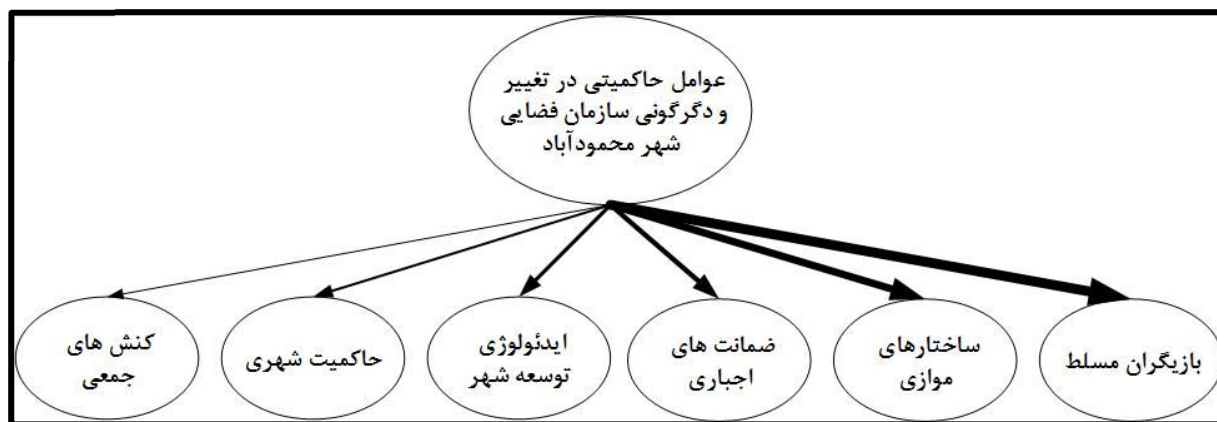 عوامل حاکمیتی در تغییر
و دگرگونی سازمان فضایی
شهر محمودآباد
بازیگران مسلط
ساختارهای
موازی
ضمانت های
اجباری
ایدئولوژی
توسعه شهر
حاکمیت شهری
کنش های
جمعی